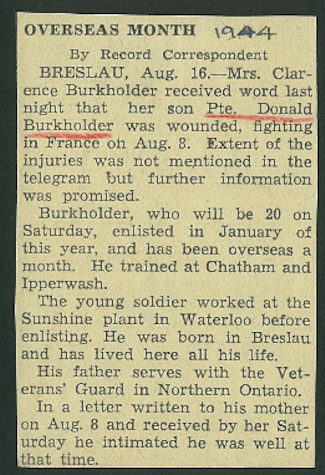 OVERSEAS MONTH 1944
By Record Correspondent
BRESLAU, Aug. 16.—Mrs. Clar-
ence Burkholder received word last
night that her son Pte. Donald
Burkholder was wounded, fighting
in France on Aug. 8. Extent of the
injuries was not mentioned in the
telegram but further information
was promised.
Burkholder, who will be 20 on
Saturday, enlisted in January of
this year, and has been overseas a
month. He trained at Chatham and
Ipperwash.
The young soldier worked at the
Sunshine plant in Waterloo before
enlisting. He was born in Breslau
and has lived here all his life.
His father serves with the Vet-
erans' Guard in Northern Ontario.
In a letter written to his mother
on Aug. 8 and received by her Sat-
urday he intimated he was well at
that time.